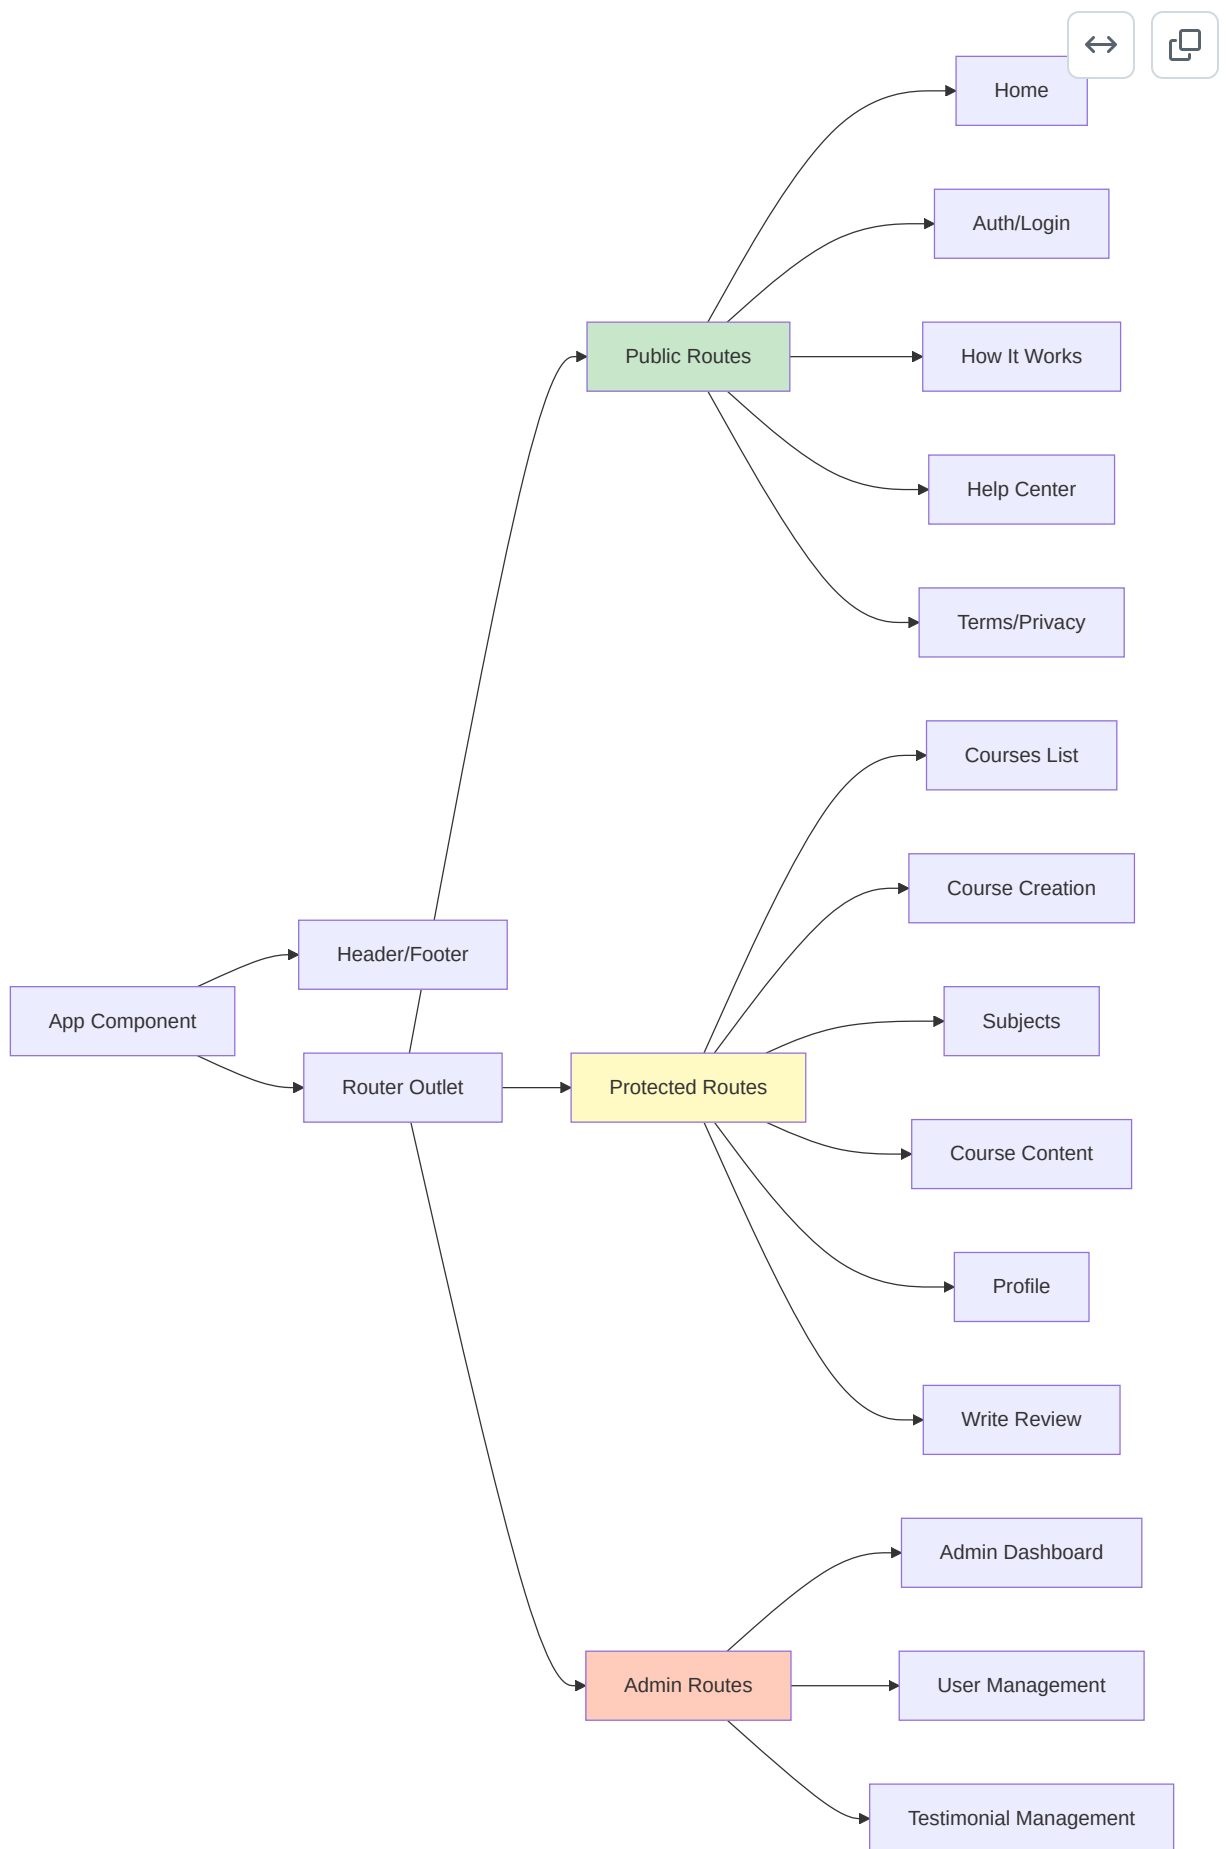 Home
Auth/Login
Public Routes
How It Works
Help Center
Terms/Privacy
Courses List
Course Creation
Header/Footer
App Component
Subjects
Router Outlet
Protected Routes
Course Content
Profile
Write Review
Admin Dashboard
Admin Routes
User Management
Testimonial Management